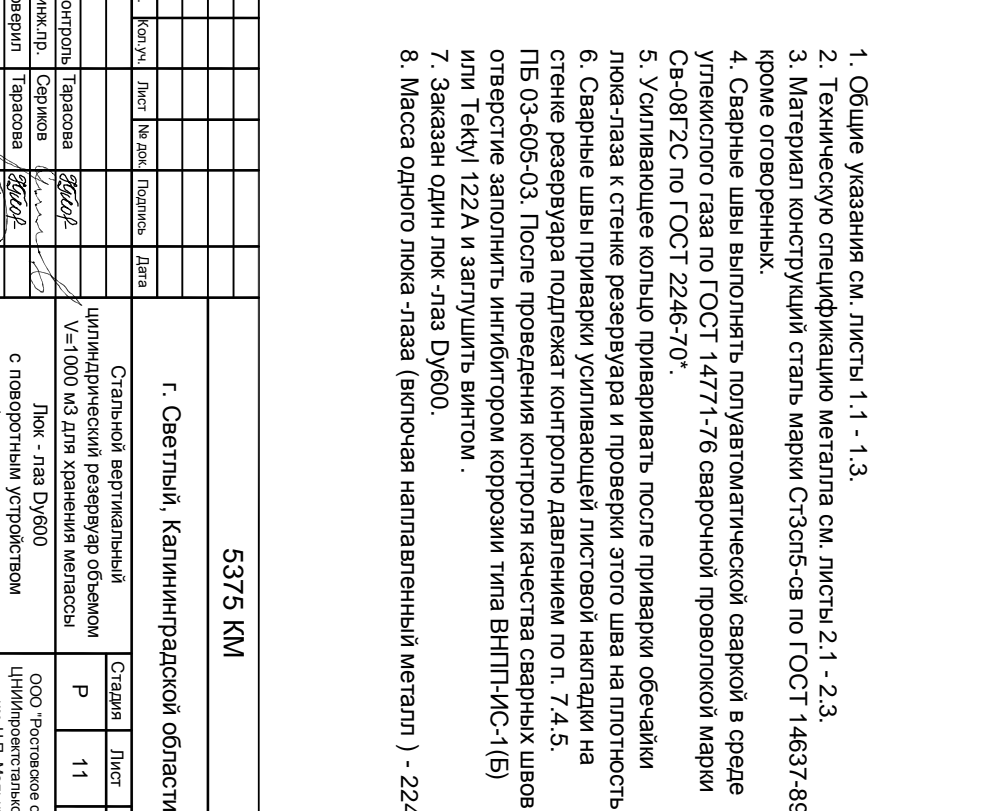 1. Общие указания см. листы 1.1 - 1.3.
2. Техническую спецификацию металла см. листы 2.1 - 2.3.
3. Материал конструкций сталь марки Ст3сп5-св по ГОСТ 14637-89
кроме оговоренных.
4. Сварные швы выполнять полуавтоматической сваркой в среде
углекислого газа по ГОСТ 14771-76 сварочной проволокой марки
Св-08Г2С по ГОСТ 2246-70*.
5. Усиливающее кольцо приваривать после приварки обечайки
люка-лаза к стенке резервуара и проверки этого шва на плотность
6. Сварные швы приварки усиливающей листовой накладки на
стенке резервуара подлежат контролю давлением по п. 7.4.5.
ПБ 03-605-03. После проведения контроля качества сварных швов
отверстие заполнить ингибитором коррозии типа ВНПП-ИС-1(Б)
или Tektyl 122A и заглушить винтом .
7. Заказан один люк -лаз Dy600.
8. Масса одного люка -лаза (включая наплавленный металл ) - 224
5375 КМ
г. Светлый, Калининградской области
Кол.уч. Лист № док. Подпись Дата
онтроль Тарасова
инж.пр. Сериков
оверил Тарасова
Стальной вертикальный
цилиндрический резервуар объемом
V=1000 м3 для хранения мелассы
Стадия Лист
Р 11
Люк - лаз Dy600
с поворотным устройством
ООО "Ростовское
ЦНИИпроектсталько